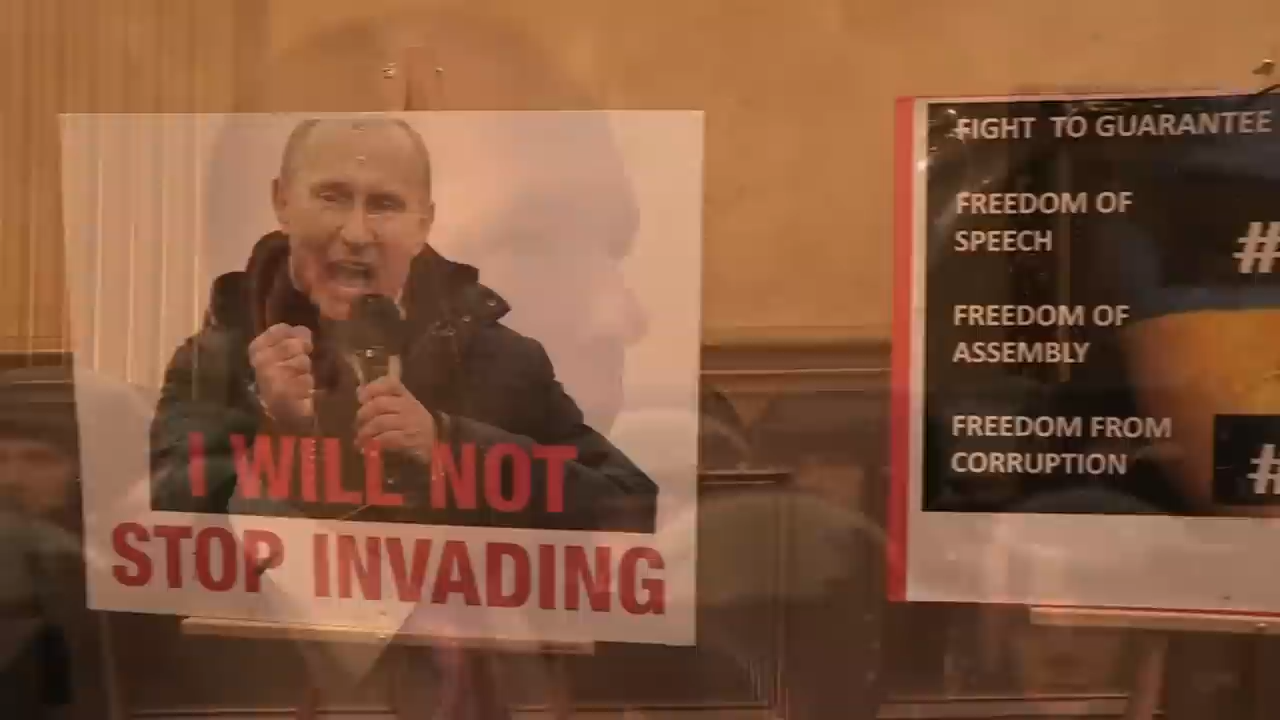 I WILL NOT
STOP INVADING
FIGHT TO GUARANTEE
FREEDOM OF
SPEECH
#
FREEDOM OF
ASSEMBLY
FREEDOM FROM
CORRUPTION
#